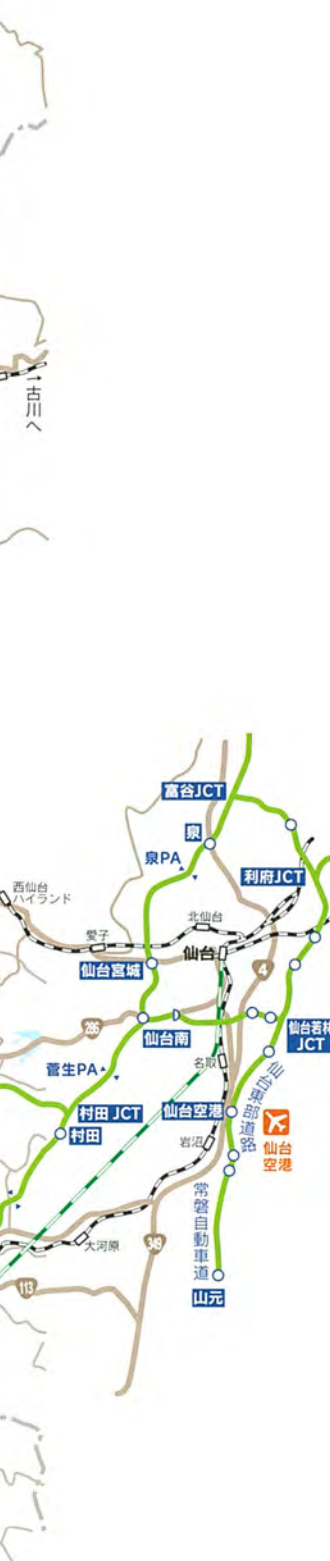 →古川へ
富谷JCT
泉
泉PA
利府JCT
西仙台
ハイランド
北仙台
愛子
仙台
仙台宮城
4
286
仙台南
仙台若林
JCT
名取
菅生PA
仙台東部道路
村田 JCT
仙台空港
村田
岩沼
仙台
空港
常磐自動車道
349
大河原
113
山元